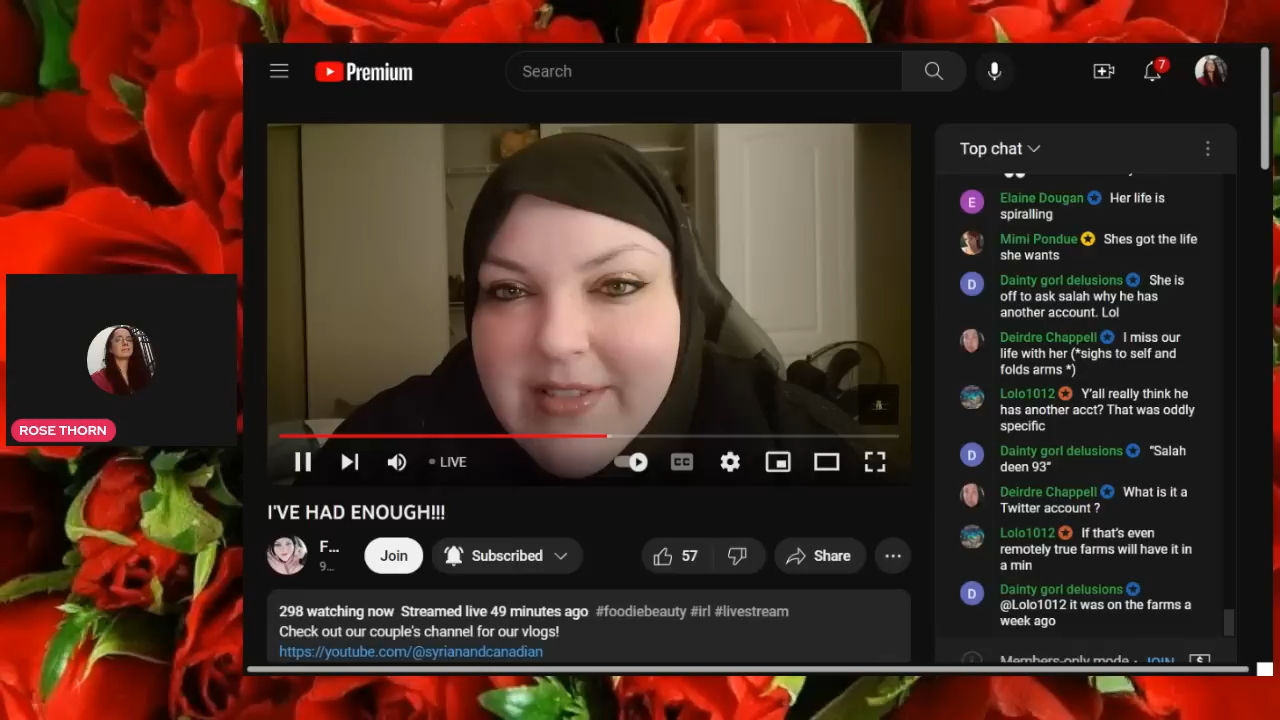 Premium
Search
7
Top chat
Elaine Dougan Her life is
spiralling
Mimi Pondue Shes got the life
she wants
Dainty gorl delusions She is
off to ask salah why he has
another account. Lol
Deirdre Chappell I miss our
life with her (*sighs to self and
folds arms *)
Lolo1012 Y'all really think he
has another acct? That was oddly
specific
Dainty gorl delusions “Salah
deen 93”
Deirdre Chappell What is it a
Twitter account ?
Lolo1012 If that's even
remotely true farms will have it in
a min
Dainty gorl delusions
@Lolo1012 it was on the farms a
week ago
Members-only mode · JOIN
E
D
D
D
ROSE THORN
LIVE
CC
I'VE HAD ENOUGH!!!
F...
9...
Join
Subscribed
57
Share
298 watching now Streamed live 49 minutes ago #foodiebeauty #irl #livestream
Check out our couple's channel for our vlogs!
https://youtube.com/@syrianandcanadian